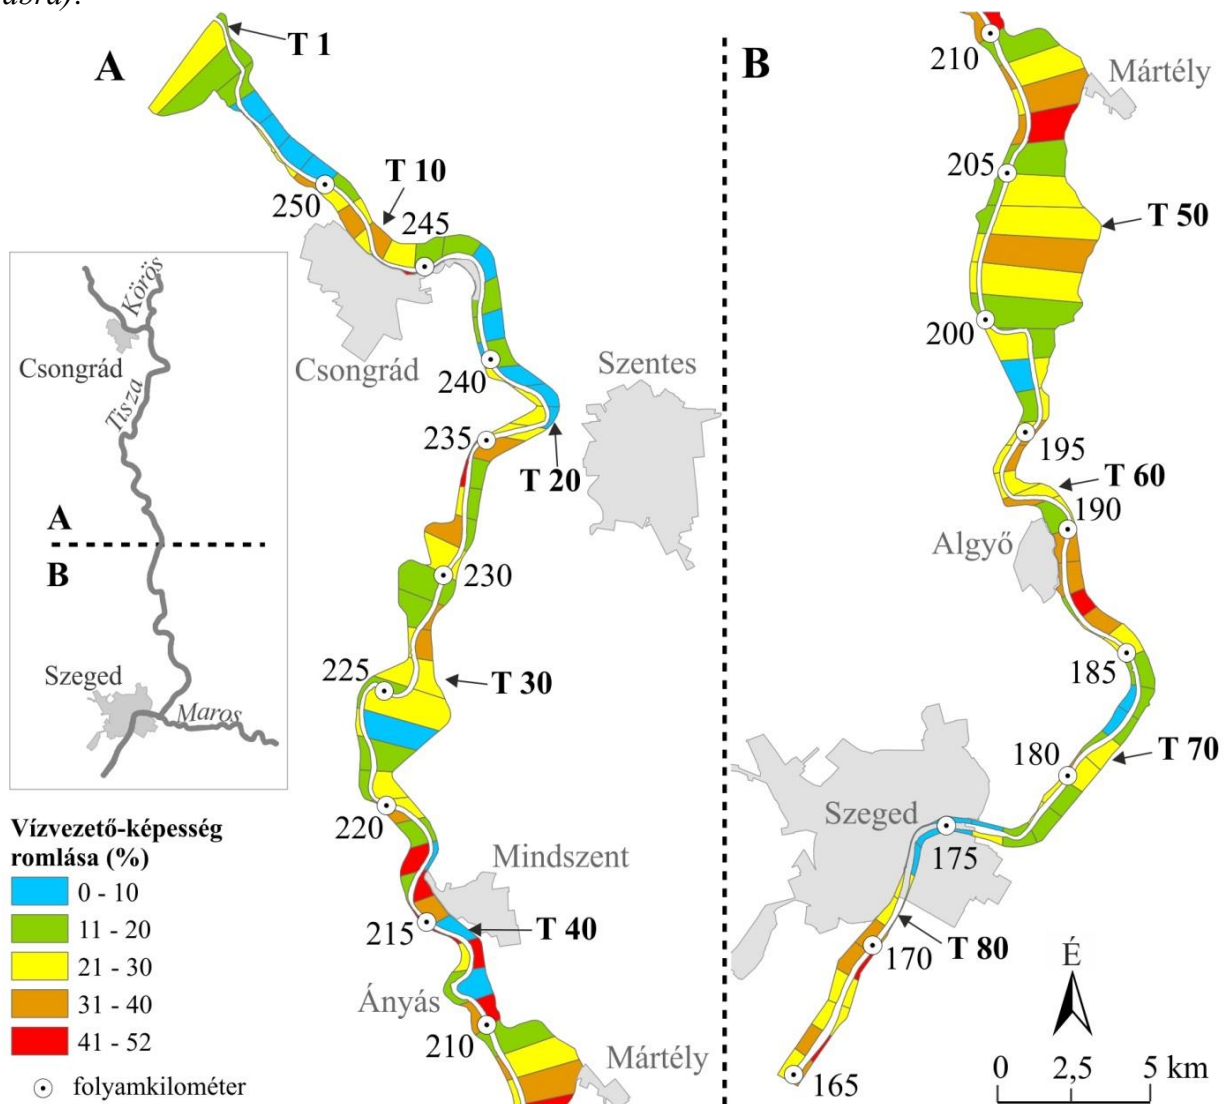 ábra).
A
T 1
T 10
250
245
Csongrád
240
Szentes
235
T 20
230
225
T 30
220
Mindszent
215
T 40
Ányás
210
Mártély
Körös
Csongrád
Tisza
A
B
Szeged
Maros
Vízvezető-képesség
romlása (%)
0 - 10
11 - 20
21 - 30
31 - 40
41 - 52
folyamkilométer
B
210
Mártély
205
T 50
200
195
T 60
190
Algyő
185
T 70
180
Szeged
175
T 80
170
165
É
0 2,5 5 km